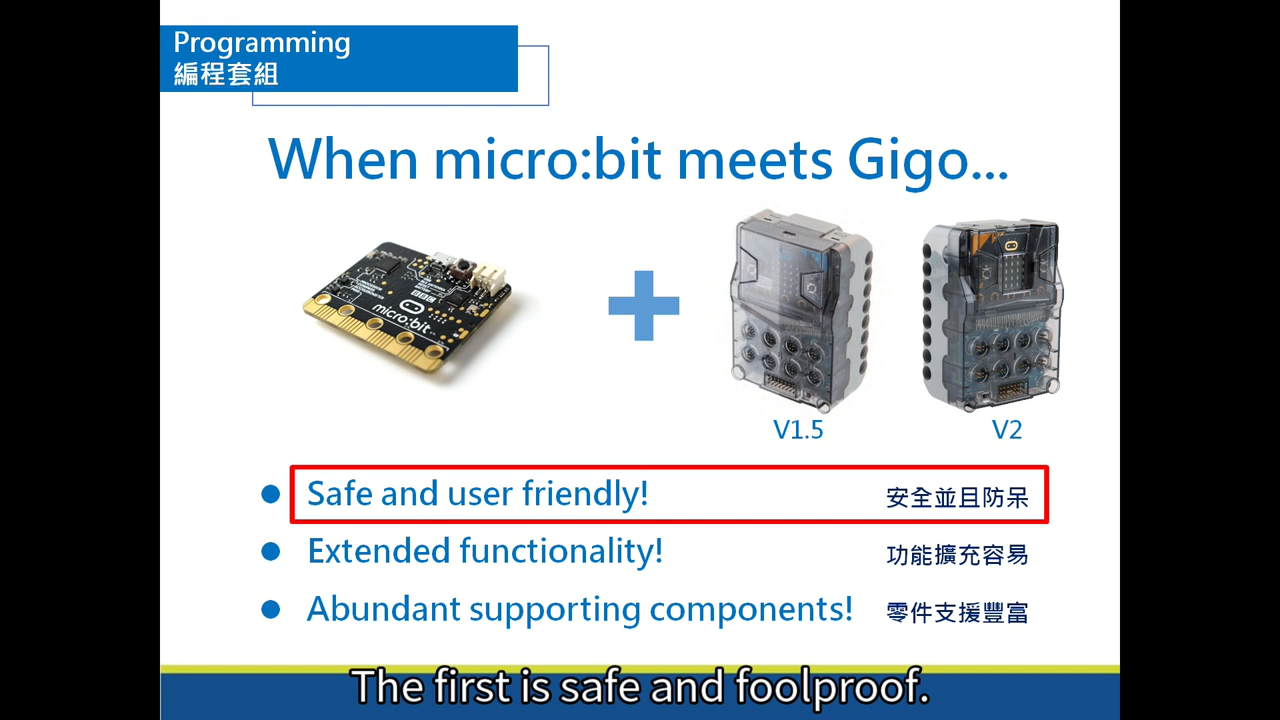 Programming
編程套組
When micro:bit meets Gigo...
micro:bit
V1.5
V2
Safe and user friendly!
安全並且防呆
Extended functionality!
功能擴充容易
Abundant supporting components!
零件支援豐富
The first is safe and foolproof.